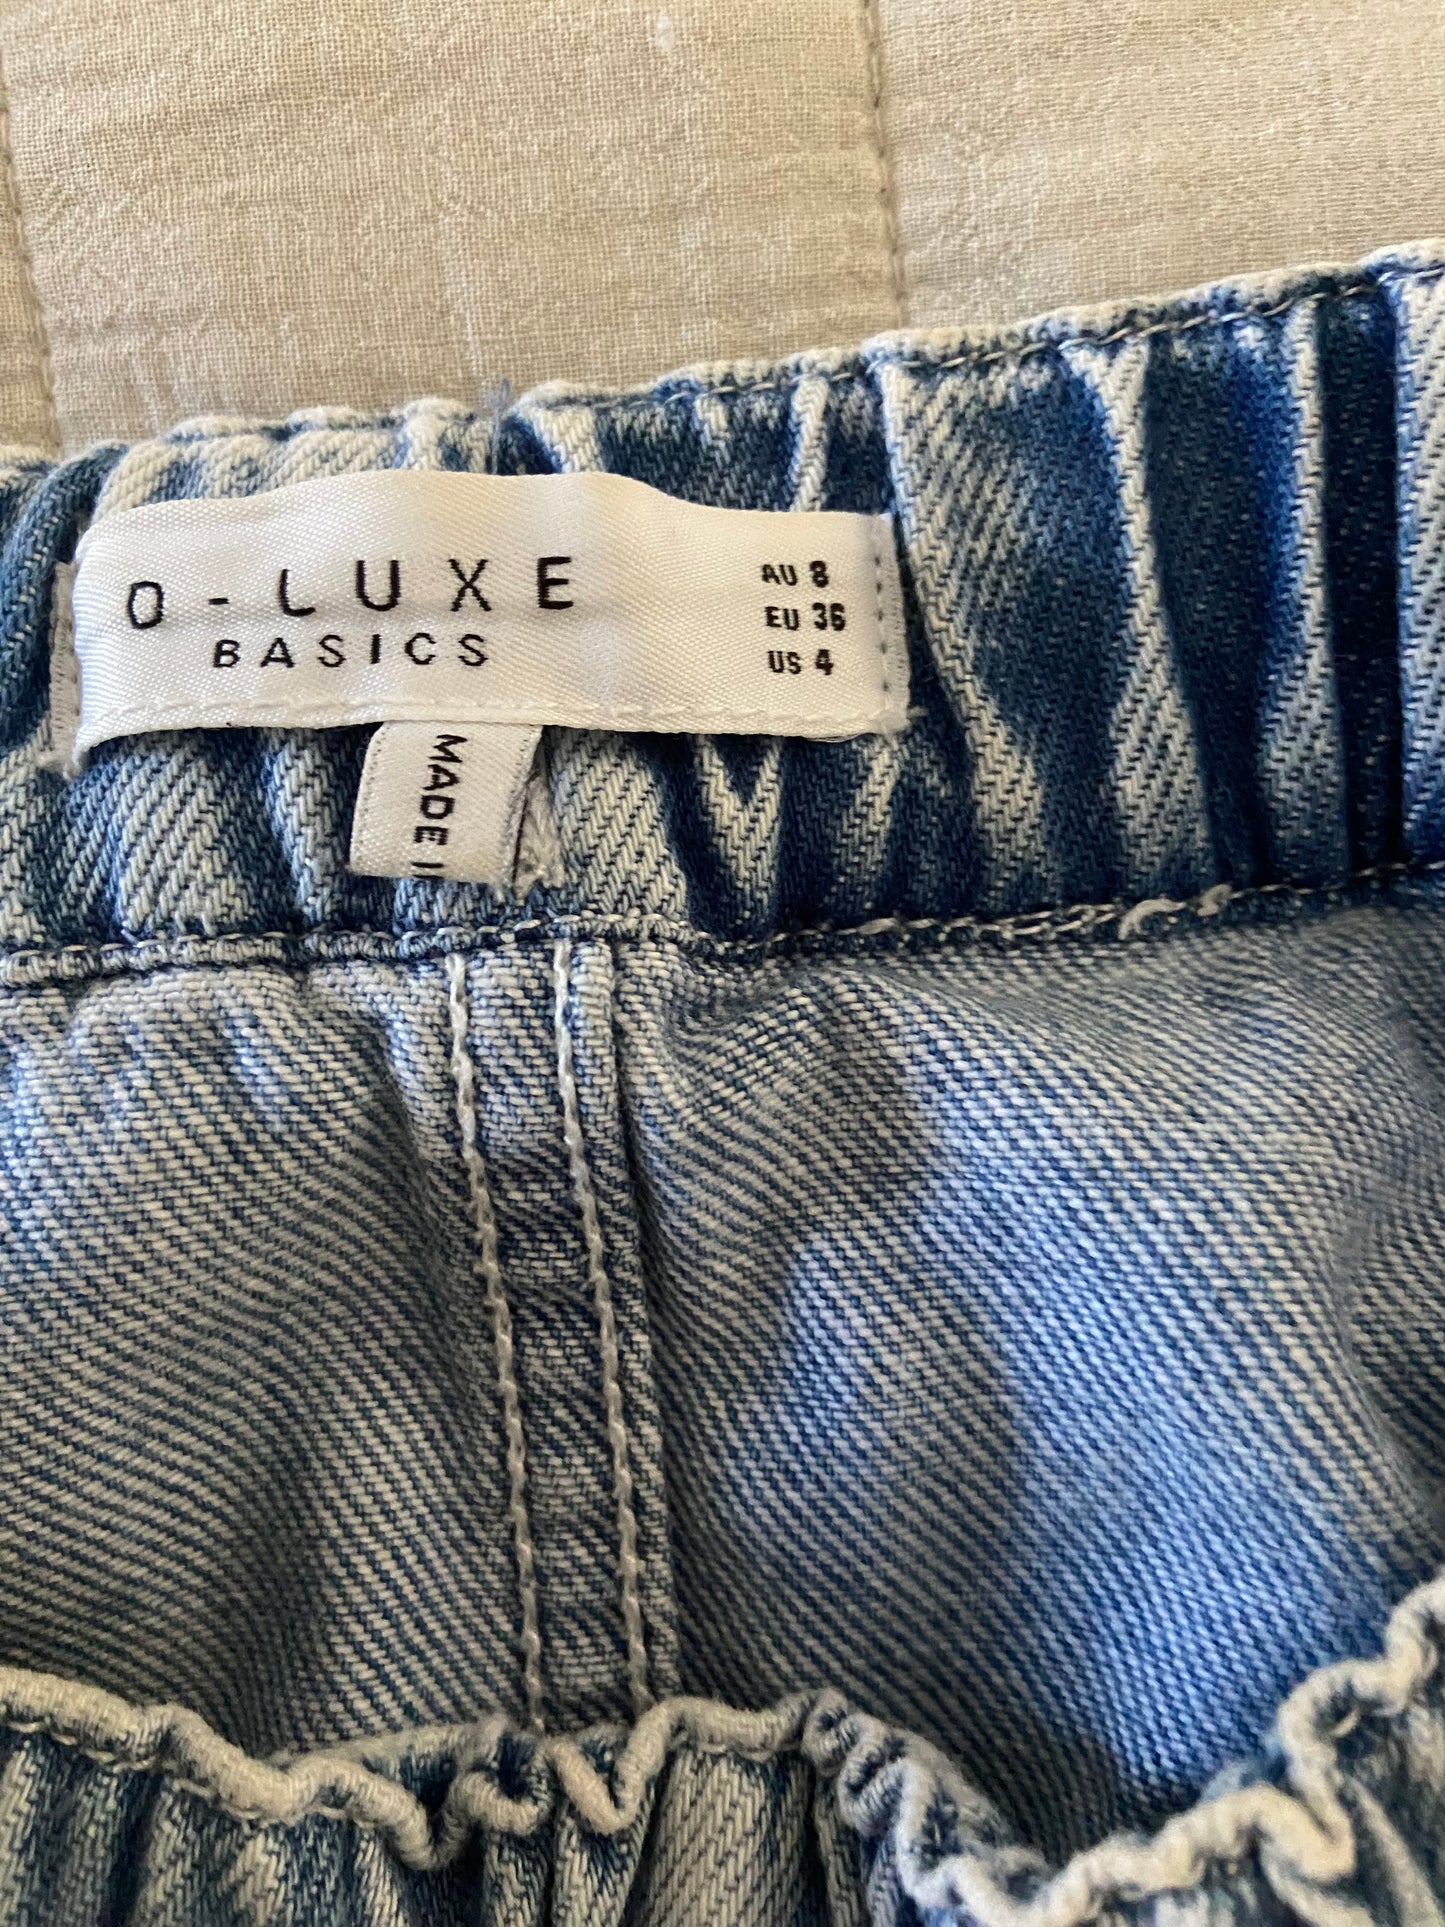 O-LUXE
BASICS
AU 8
EU 36
US 4
MADE I